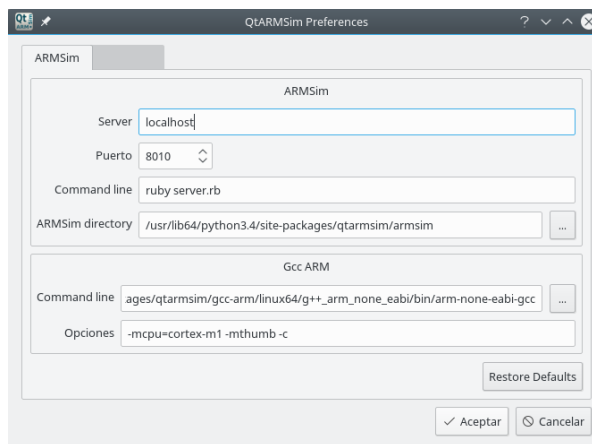 Qt
ARMSim
QtARMSim Preferences
ARMSim
ARMSim
Server localhost
Puerto 8010
Command line ruby server.rb
ARMSim directory /usr/lib64/python3.4/site-packages/qtarmsim/armsim ...
Gcc ARM
Command line ages/qtarmsim/gcc-arm/linux64/g++_arm_none_eabi/bin/arm-none-eabi-gcc ...
Opciones -mcpu=cortex-m1 -mthumb -c
Restore Defaults
Aceptar Cancelar